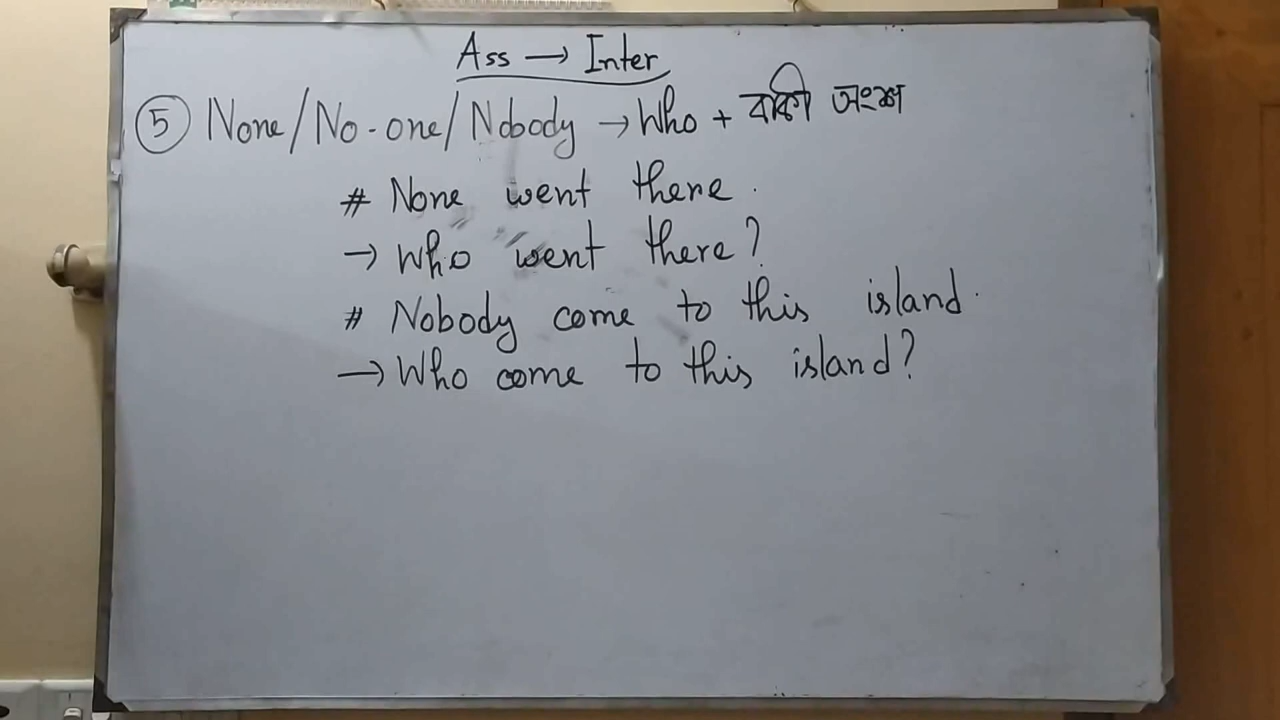 Ass → Inter
⑤ None/No-one/Nobody → Who + বাকী অংশ
# None went there.
→ Who went there?
# Nobody come to this island.
→ Who come to this island?